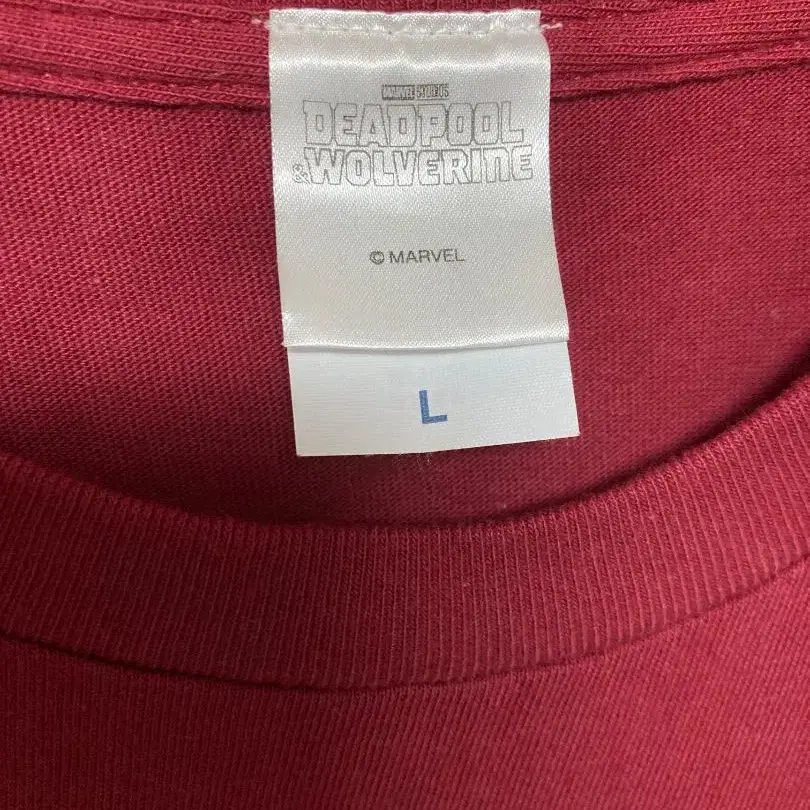 MARVEL STUDIOS
DEADPOOL
& WOLVERINE
© MARVEL
L